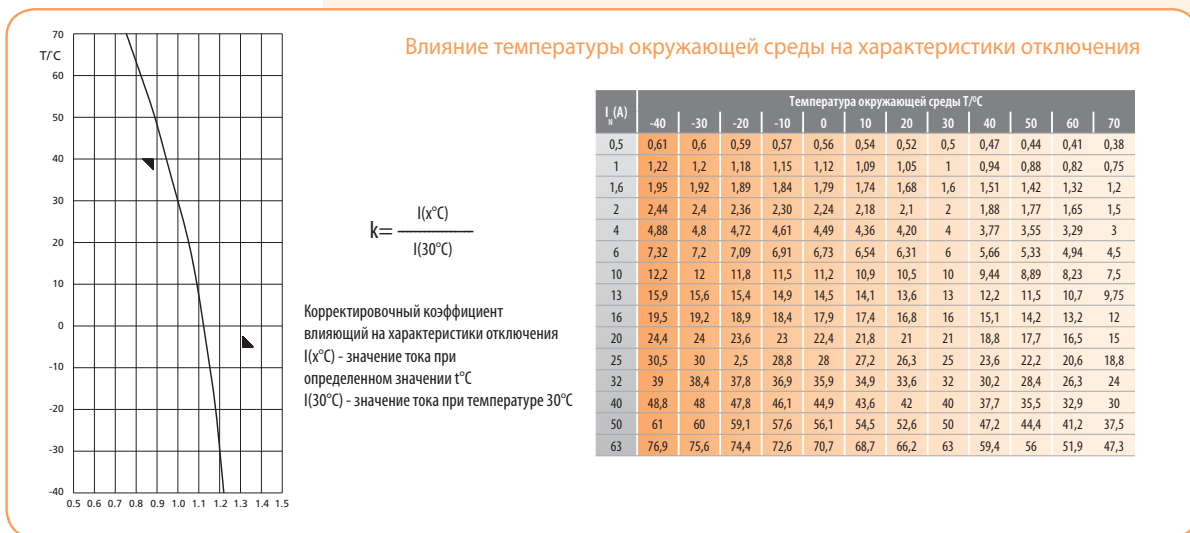 Влияние температуры окружающей среды на характеристики отключения
70
T/°C
60
50
40
30
20
10
0
-10
-20
-30
-40
0.5 0.6 0.7 0.8 0.9 1.0 1.1 1.2 1.3 1.4 1.5
k= I(x°C)
I(30°C)
Корректировочный коэффициент
влияющий на характеристики отключения
I(x°C) - значение тока при
определенном значении t°C
I(30°C) - значение тока при температуре 30°C
I N (A) Температура окружающей среды T/°C
-40 -30 -20 -10 0 10 20 30 40 50 60 70
0,5 0,61 0,6 0,59 0,57 0,56 0,54 0,52 0,5 0,47 0,44 0,41 0,38
1 1,22 1,2 1,18 1,15 1,12 1,09 1,05 1 0,94 0,88 0,82 0,75
1,6 1,95 1,92 1,89 1,84 1,79 1,74 1,68 1,6 1,51 1,42 1,32 1,2
2 2,44 2,4 2,36 2,30 2,24 2,18 2,1 2 1,88 1,77 1,65 1,5
4 4,88 4,8 4,72 4,61 4,49 4,36 4,20 4 3,77 3,55 3,29 3
6 7,32 7,2 7,09 6,91 6,73 6,54 6,31 6 5,66 5,33 4,94 4,5
10 12,2 12 11,8 11,5 11,2 10,9 10,5 10 9,44 8,89 8,23 7,5
13 15,9 15,6 15,4 14,9 14,5 14,1 13,6 13 12,2 11,5 10,7 9,75
16 19,5 19,2 18,9 18,4 17,9 17,4 16,8 16 15,1 14,2 13,2 12
20 24,4 24 23,6 23 22,4 21,8 21 21 18,8 17,7 16,5 15
25 30,5 30 2,5 28,8 28 27,2 26,3 25 23,6 22,2 20,6 18,8
32 39 38,4 37,8 36,9 35,9 34,9 33,6 32 30,2 28,4 26,3 24
40 48,8 48 47,8 46,1 44,9 43,6 42 40 37,7 35,5 32,9 30
50 61 60 59,1 57,6 56,1 54,5 52,6 50 47,2 44,4 41,2 37,5
63 76,9 75,6 74,4 72,6 70,7 68,7 66,2 63 59,4 56 51,9 47,3